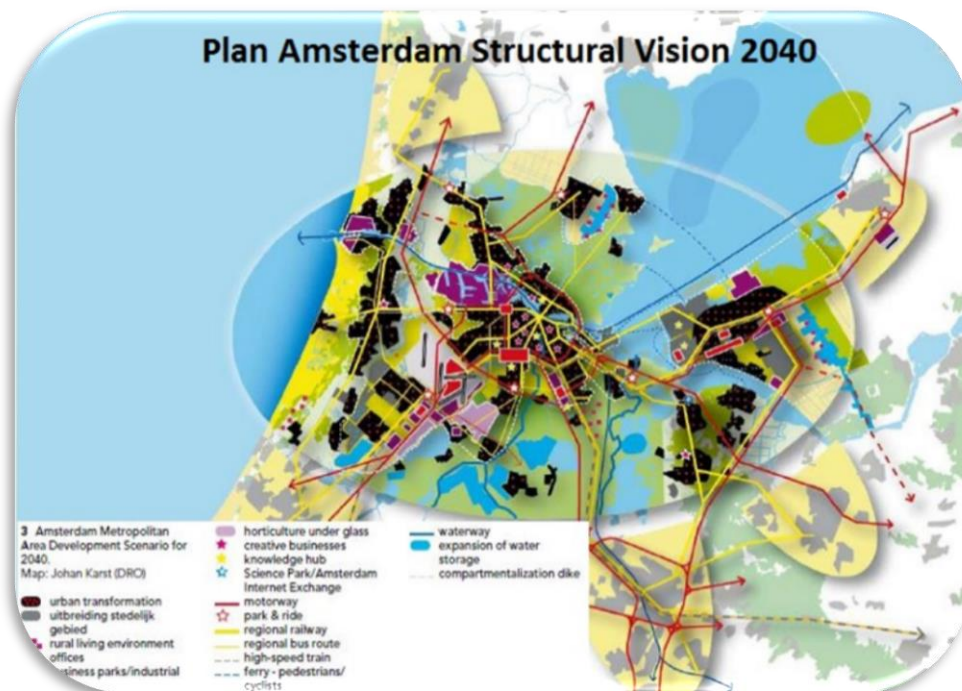 Plan Amsterdam Structural Vision 2040
3 Amsterdam Metropolitan
Area Development Scenario for
2040.
Map: Johan Karst (DRO)
urban transformation
uitbreiding stedelijk
gebied
rural living environment
offices
business parks/industrial
horticulture under glass
creative businesses
knowledge hub
Science Park/Amsterdam
Internet Exchange
motorway
park & ride
regional railway
regional bus route
high-speed train
ferry - pedestrians/
cyclists
waterway
expansion of water
storage
compartmentalization dike